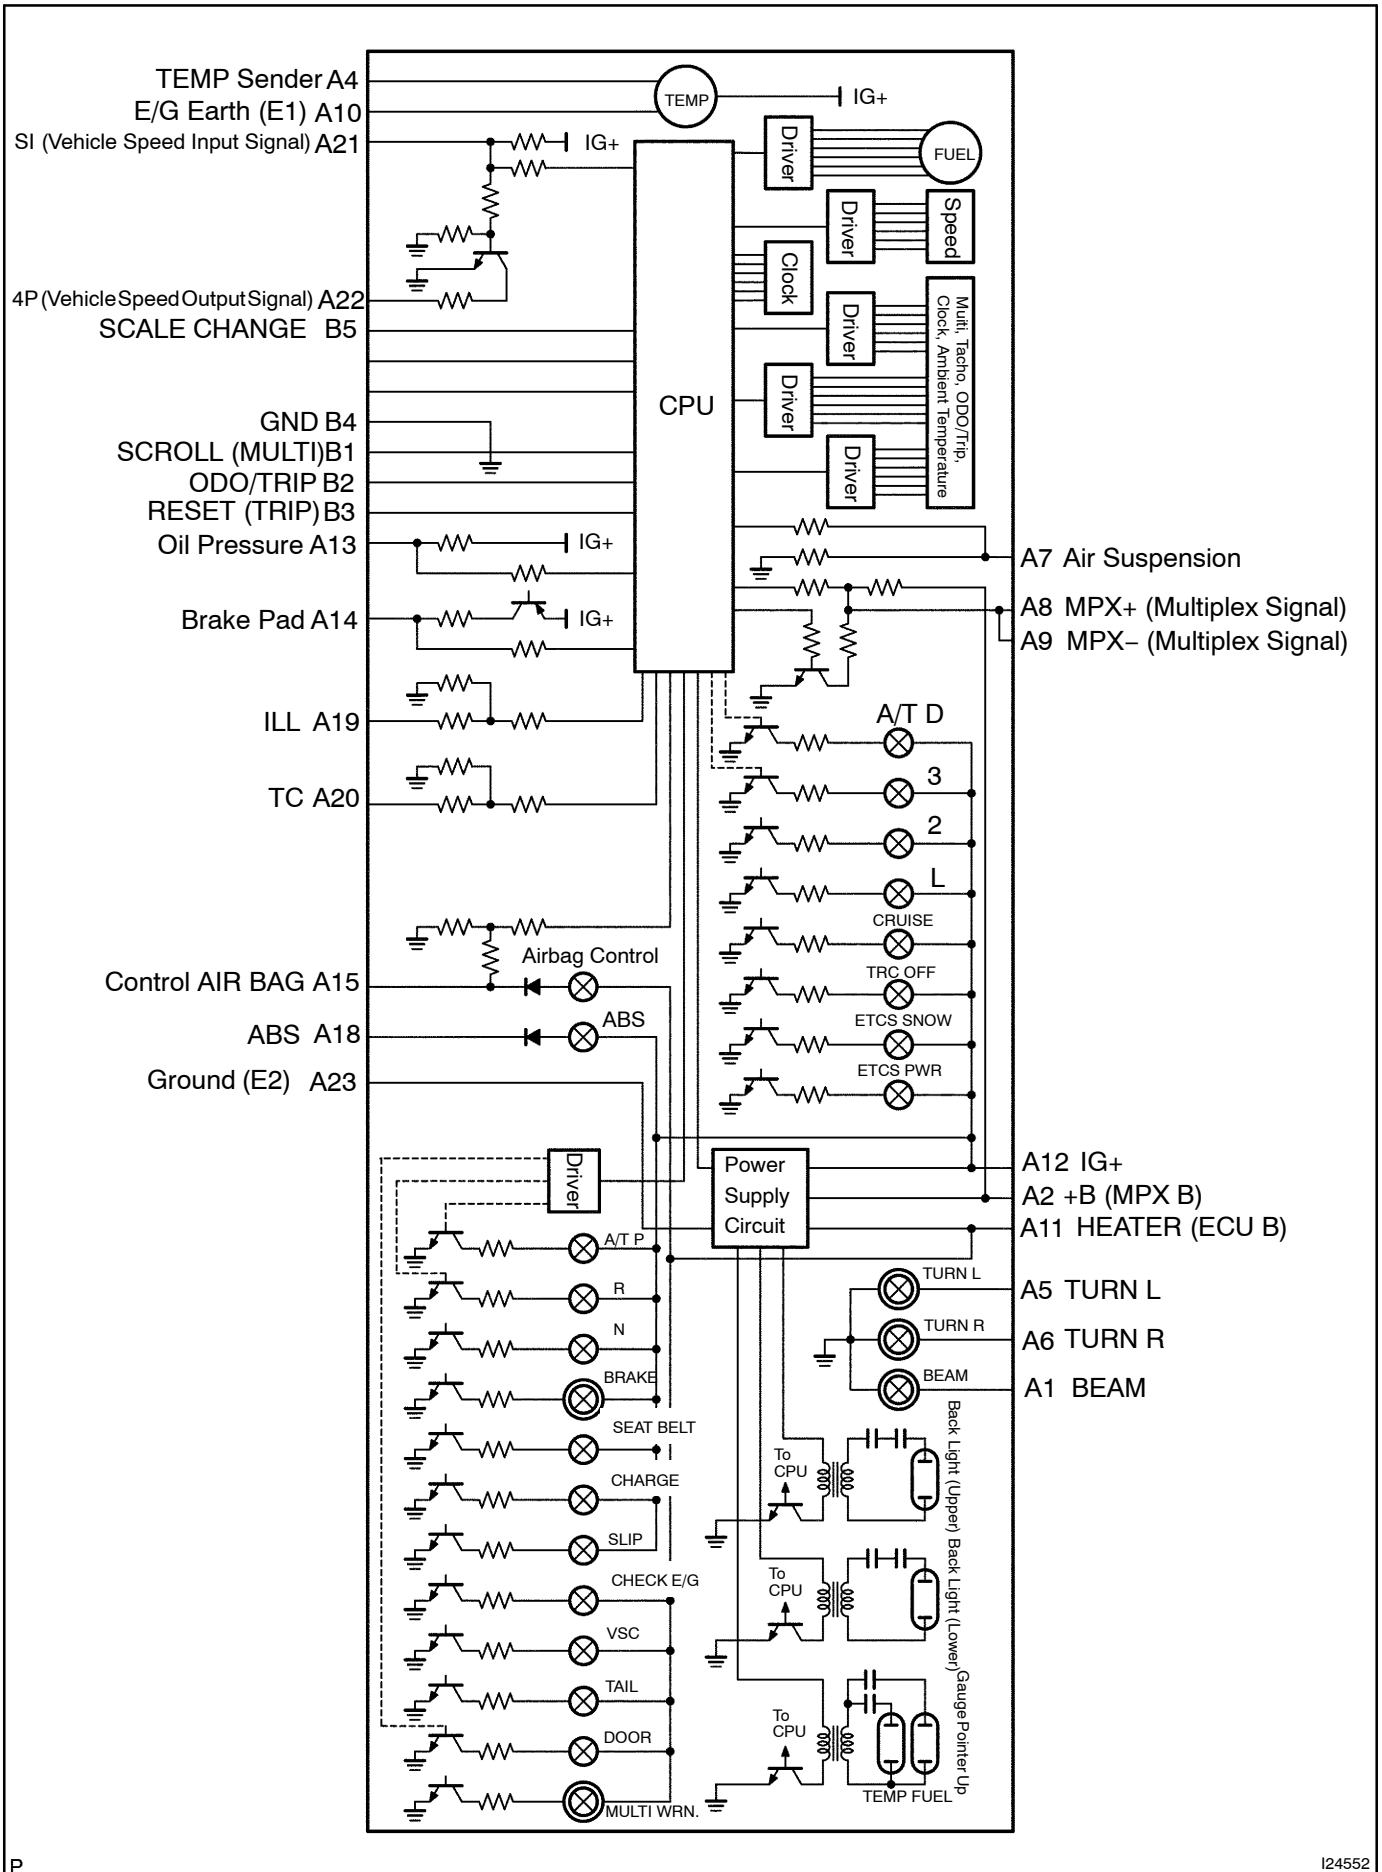 TEMP Sender A4
E/G Earth (E1) A10
SI (Vehicle Speed Input Signal) A21
4P (Vehicle Speed Output Signal) A22
SCALE CHANGE B5
GND B4
SCROLL (MULTI) B1
ODO/TRIP B2
RESET (TRIP) B3
Oil Pressure A13
Brake Pad A14
ILL A19
TC A20
Control AIR BAG A15
ABS A18
Ground (E2) A23
TEMP
IG+
IG+
IG+
IG+
CPU
Driver
FUEL
Driver
Speed
Clock
Driver
Driver
Driver
Multi, Tacho, ODO/Trip,
Clock, Ambient Temperature
A7 Air Suspension
A8 MPX+ (Multiplex Signal)
A9 MPX− (Multiplex Signal)
A/T D
3
2
L
CRUISE
TRC OFF
ETCS SNOW
ETCS PWR
Airbag Control
ABS
Driver
Power
Supply
Circuit
A12 IG+
A2 +B (MPX B)
A11 HEATER (ECU B)
A/T P
R
N
BRAKE
SEAT BELT
CHARGE
SLIP
CHECK E/G
VSC
TAIL
DOOR
MULTI WRN.
TURN L
A5 TURN L
TURN R
A6 TURN R
BEAM
A1 BEAM
To
CPU
Back Light (Upper)
To
CPU
Back Light (Lower)
To
CPU
Gauge Pointer Up
TEMP FUEL
P
I24552